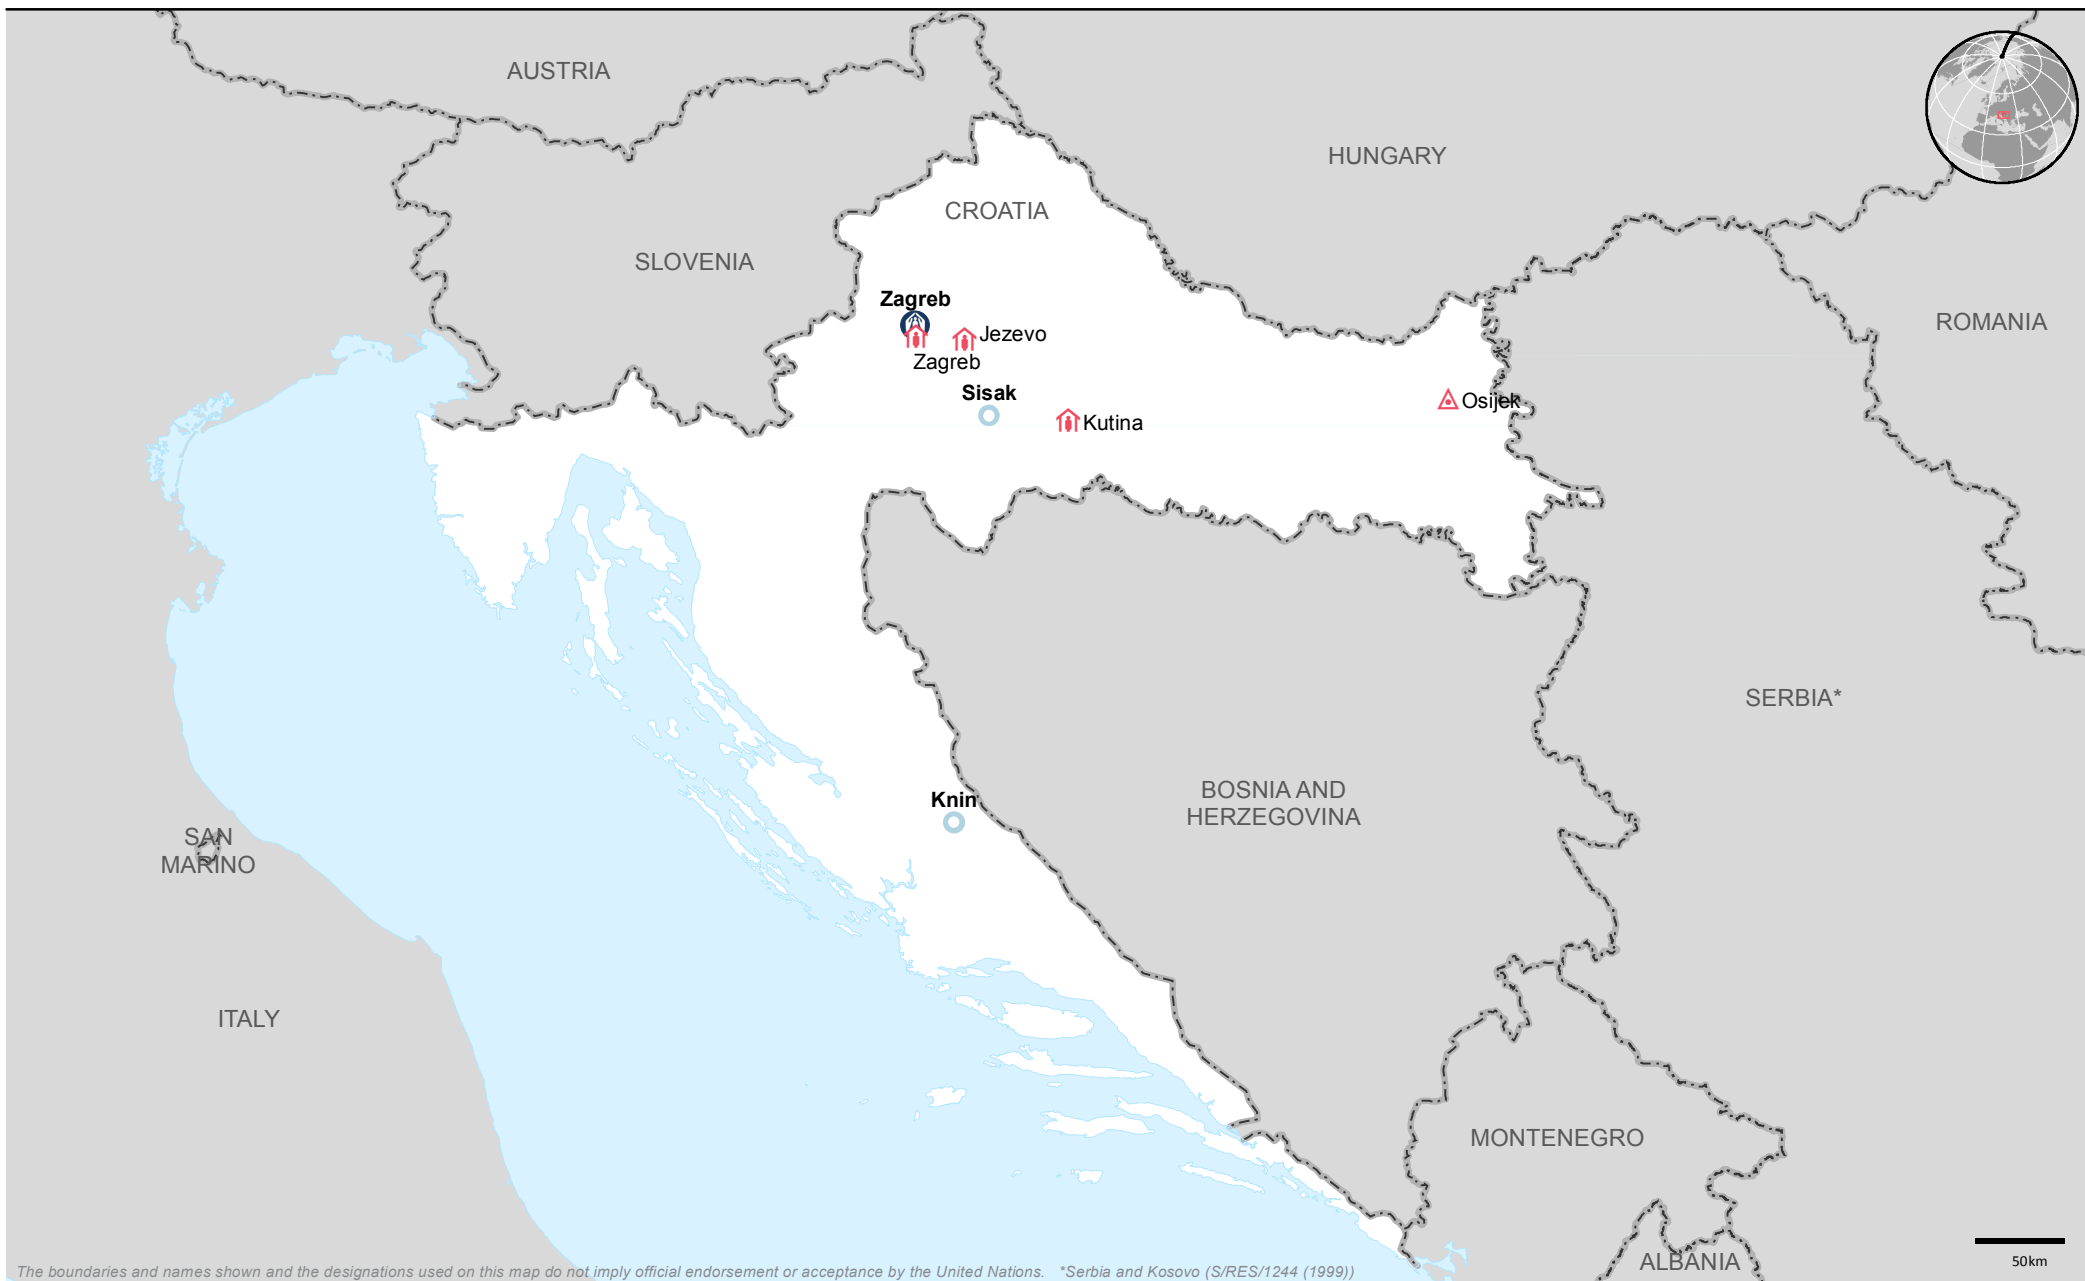 AUSTRIA
HUNGARY
CROATIA
SLOVENIA
ROMANIA
Zagreb
Jezevo
Zagreb
Sisak
Osijek
Kutina
SERBIA*
BOSNIA AND
HERZEGOVINA
Knin
SAN
MARINO
ITALY
MONTENEGRO
ALBANIA
50km
The boundaries and names shown and the designations used on this map do not imply official endorsement or acceptance by the United Nations. *Serbia and Kosovo (S/RES/1244 (1999))